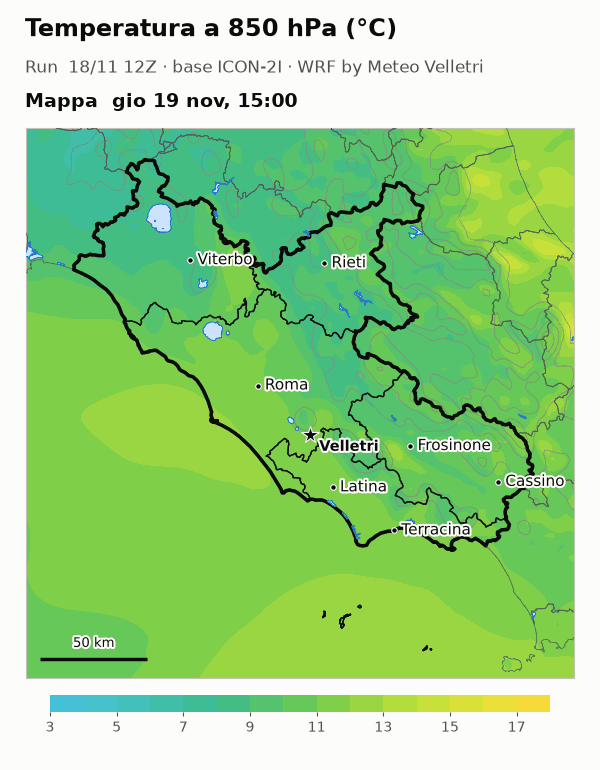 Temperatura a 850 hPa (°C)
Run  18/11 12Z · base ICON-2I · WRF by Meteo Velletri
Mappa  gio 19 nov, 15:00
Viterbo
Rieti
Roma
Velletri
Frosinone
Cassino
Latina
Terracina
50 km
3 5 7 9 11 13 15 17